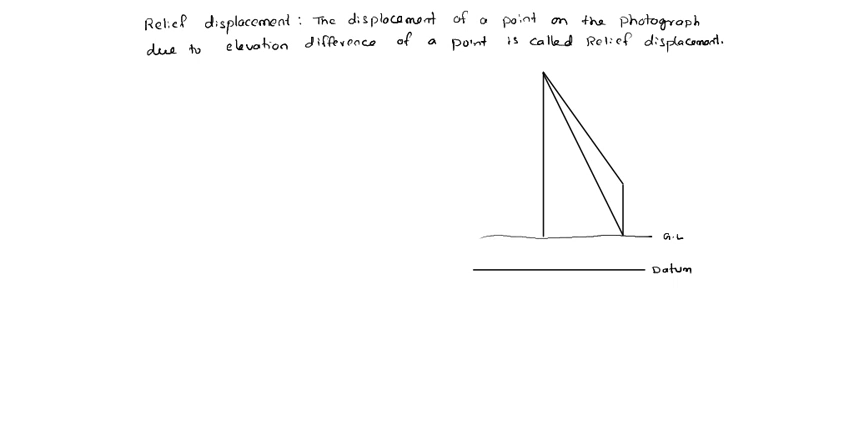 Relief displacement : The displacement of a point on the photograph
due to elevation difference of a point is called Relief displacement.
G.L
Datum